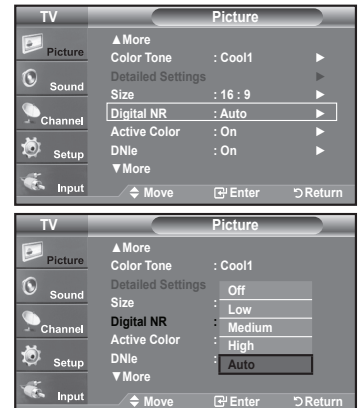 TV Picture
Picture
Sound
Channel
Setup
Input
▲More
Color Tone : Cool1 ►
Detailed Settings ►
Size : 16 : 9 ►
Digital NR : Auto ►
Active Color : On ►
DNIe : On ►
▼More
Move Enter Return
TV Picture
Picture
Sound
Channel
Setup
Input
▲More
Color Tone : Cool1
Detailed Settings
Size :
Digital NR :
Active Color :
DNIe :
▼More
Off
Low
Medium
High
Auto
Move Enter Return